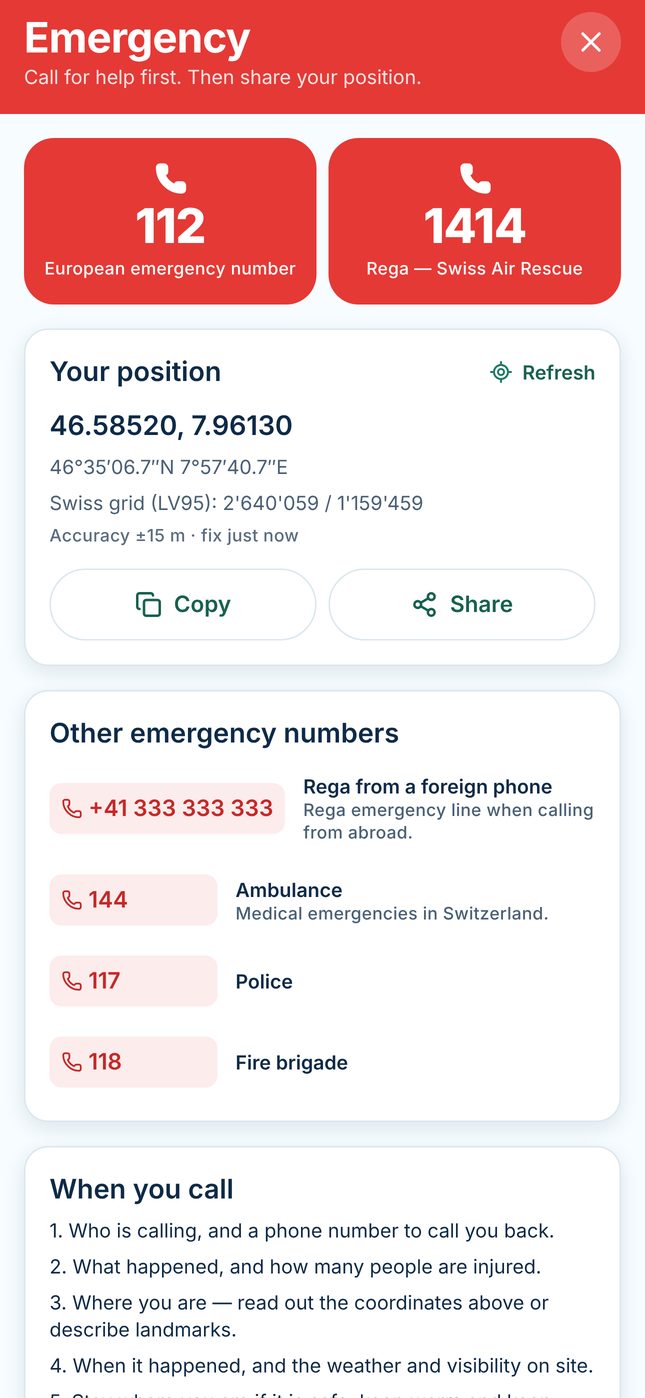 Emergency
Call for help first. Then share your position.
112
European emergency number
1414
Rega — Swiss Air Rescue
Your position
Refresh
46.58520, 7.96130
46°35′06.7″N 7°57′40.7″E
Swiss grid (LV95): 2'640'059 / 1'159'459
Accuracy ±15 m · fix just now
Copy
Share
Other emergency numbers
+41 333 333 333
Rega from a foreign phone
Rega emergency line when calling
from abroad.
144
Ambulance
Medical emergencies in Switzerland.
117
Police
118
Fire brigade
When you call
1. Who is calling, and a phone number to call you back.
2. What happened, and how many people are injured.
3. Where you are — read out the coordinates above or
describe landmarks.
4. When it happened, and the weather and visibility on site.